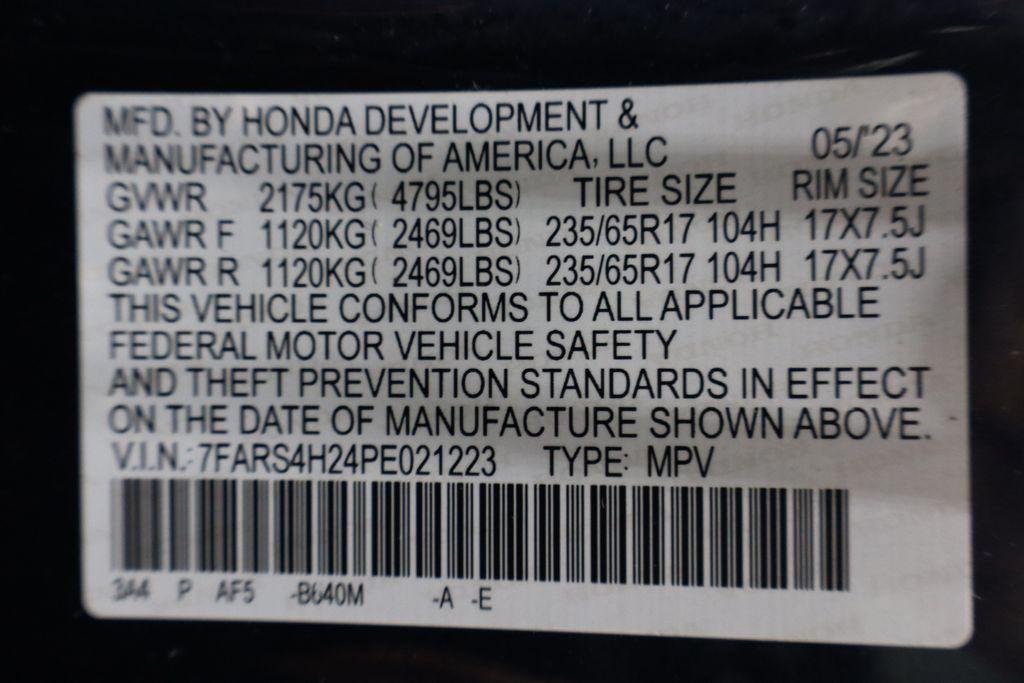 MFD. BY HONDA DEVELOPMENT &
MANUFACTURING OF AMERICA, LLC 05/'23
GVWR 2175KG( 4795LBS) TIRE SIZE RIM SIZE
GAWR F 1120KG( 2469LBS) 235/65R17 104H 17X7.5J
GAWR R 1120KG( 2469LBS) 235/65R17 104H 17X7.5J
THIS VEHICLE CONFORMS TO ALL APPLICABLE
FEDERAL MOTOR VEHICLE SAFETY
AND THEFT PREVENTION STANDARDS IN EFFECT
ON THE DATE OF MANUFACTURE SHOWN ABOVE.
V.I.N.:7FARS4H24PE021223 TYPE: MPV
3A4 P AF5 -B640M -A -E